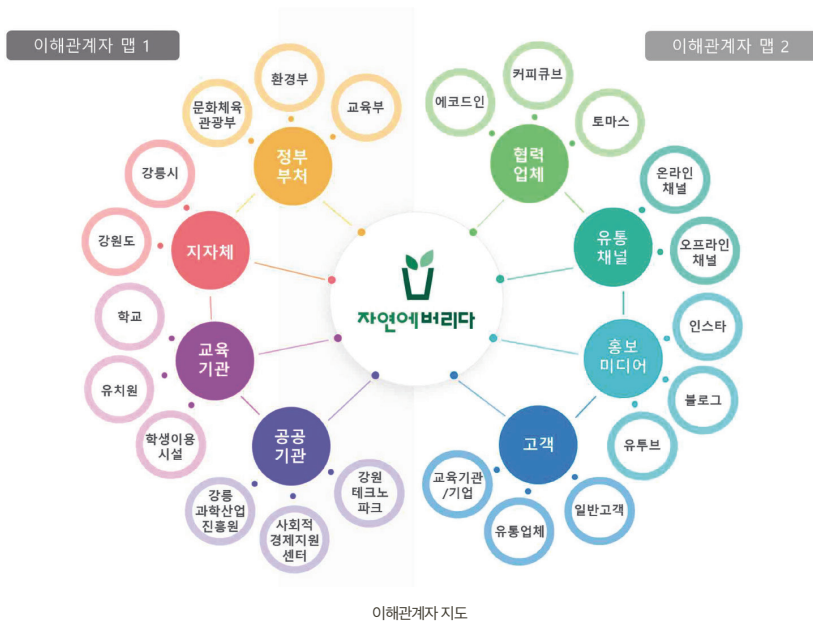 이해관계자 맵 1
이해관계자 맵 2
환경부
문화체육
관광부
교육부
정부
부처
강릉시
강원도
지자체
학교
유치원
학생이용
시설
교육
기관
강릉
과학산업
진흥원
사회적
경제지원
센터
강원
테크노
파크
공공
기관
자연에버리다
에코드인
커피큐브
토마스
협력
업체
온라인
채널
오프라인
채널
유통
채널
인스타
블로그
유투브
홍보
미디어
고객
교육기관
/기업
유통업체
일반고객
이해관계자 지도